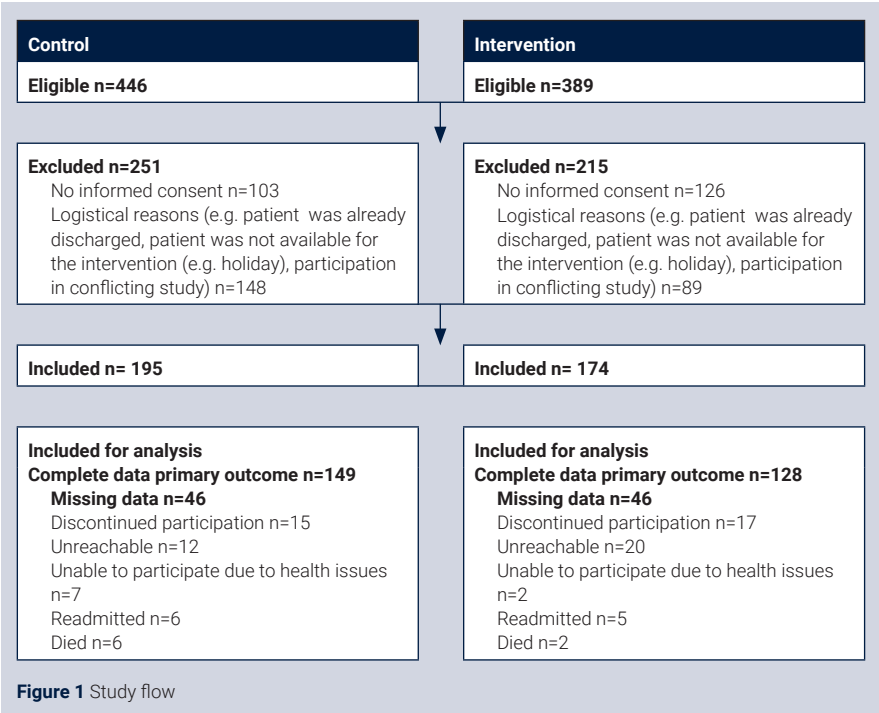 Control
Eligible n=446
Intervention
Eligible n=389
Excluded n=251
No informed consent n=103
Logistical reasons (e.g. patient was already
discharged, patient was not available for
the intervention (e.g. holiday), participation
in conflicting study) n=148
Excluded n=215
No informed consent n=126
Logistical reasons (e.g. patient was already
discharged, patient was not available for
the intervention (e.g. holiday), participation
in conflicting study) n=89
Included n= 195
Included n= 174
Included for analysis
Complete data primary outcome n=149
Missing data n=46
Discontinued participation n=15
Unreachable n=12
Unable to participate due to health issues
n=7
Readmitted n=6
Died n=6
Included for analysis
Complete data primary outcome n=128
Missing data n=46
Discontinued participation n=17
Unreachable n=20
Unable to participate due to health issues
n=2
Readmitted n=5
Died n=2
Figure 1 Study flow